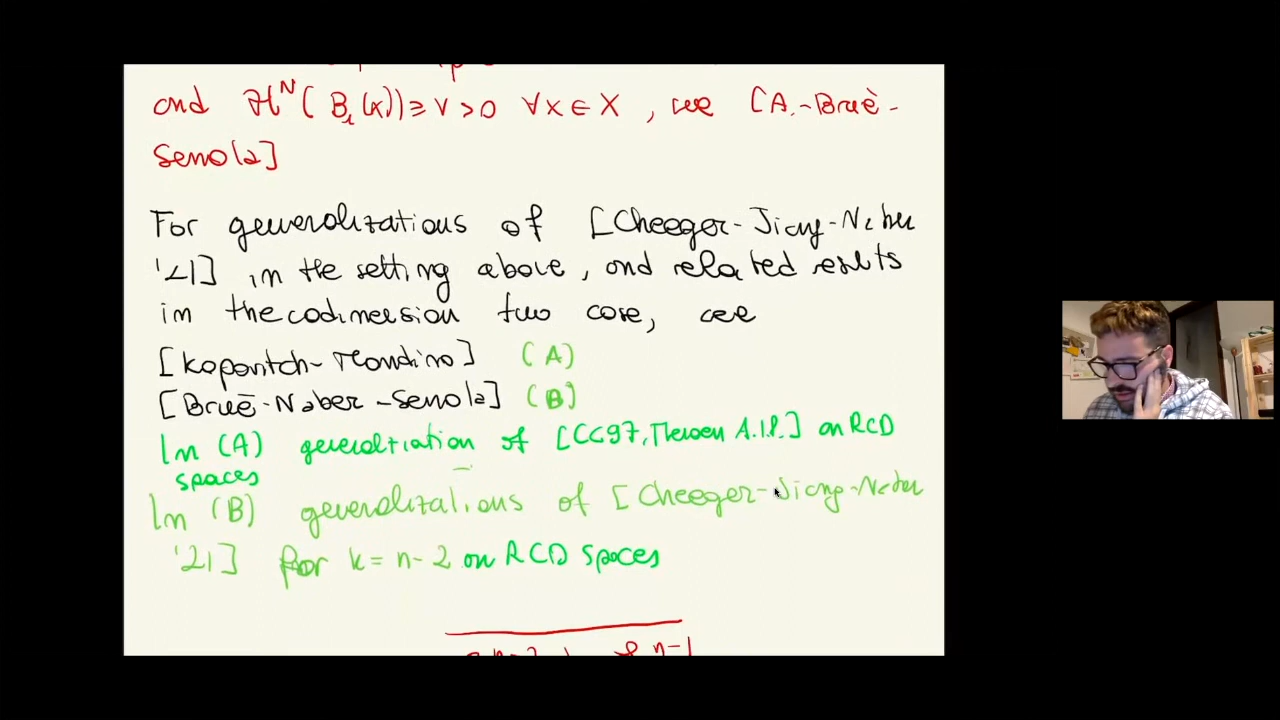 and ℋ^N(B_1(x)) ≥ v > 0 ∀x ∈ X, see [A.-Bruè-
Semola]
For generalizations of [Cheeger-Jiang-Naber
'21] in the setting above, and related results
in the codimension two case, see
[Kapovitch-Mondino] (A)
[Bruè-Naber-Semola] (B)
In (A) generaliziation of [CC97, Theorem A.1.8.] on RCD
spaces
In (B) generalizations of [Cheeger-Jiang-Naber
'21] for k = n-2 on RCD spaces